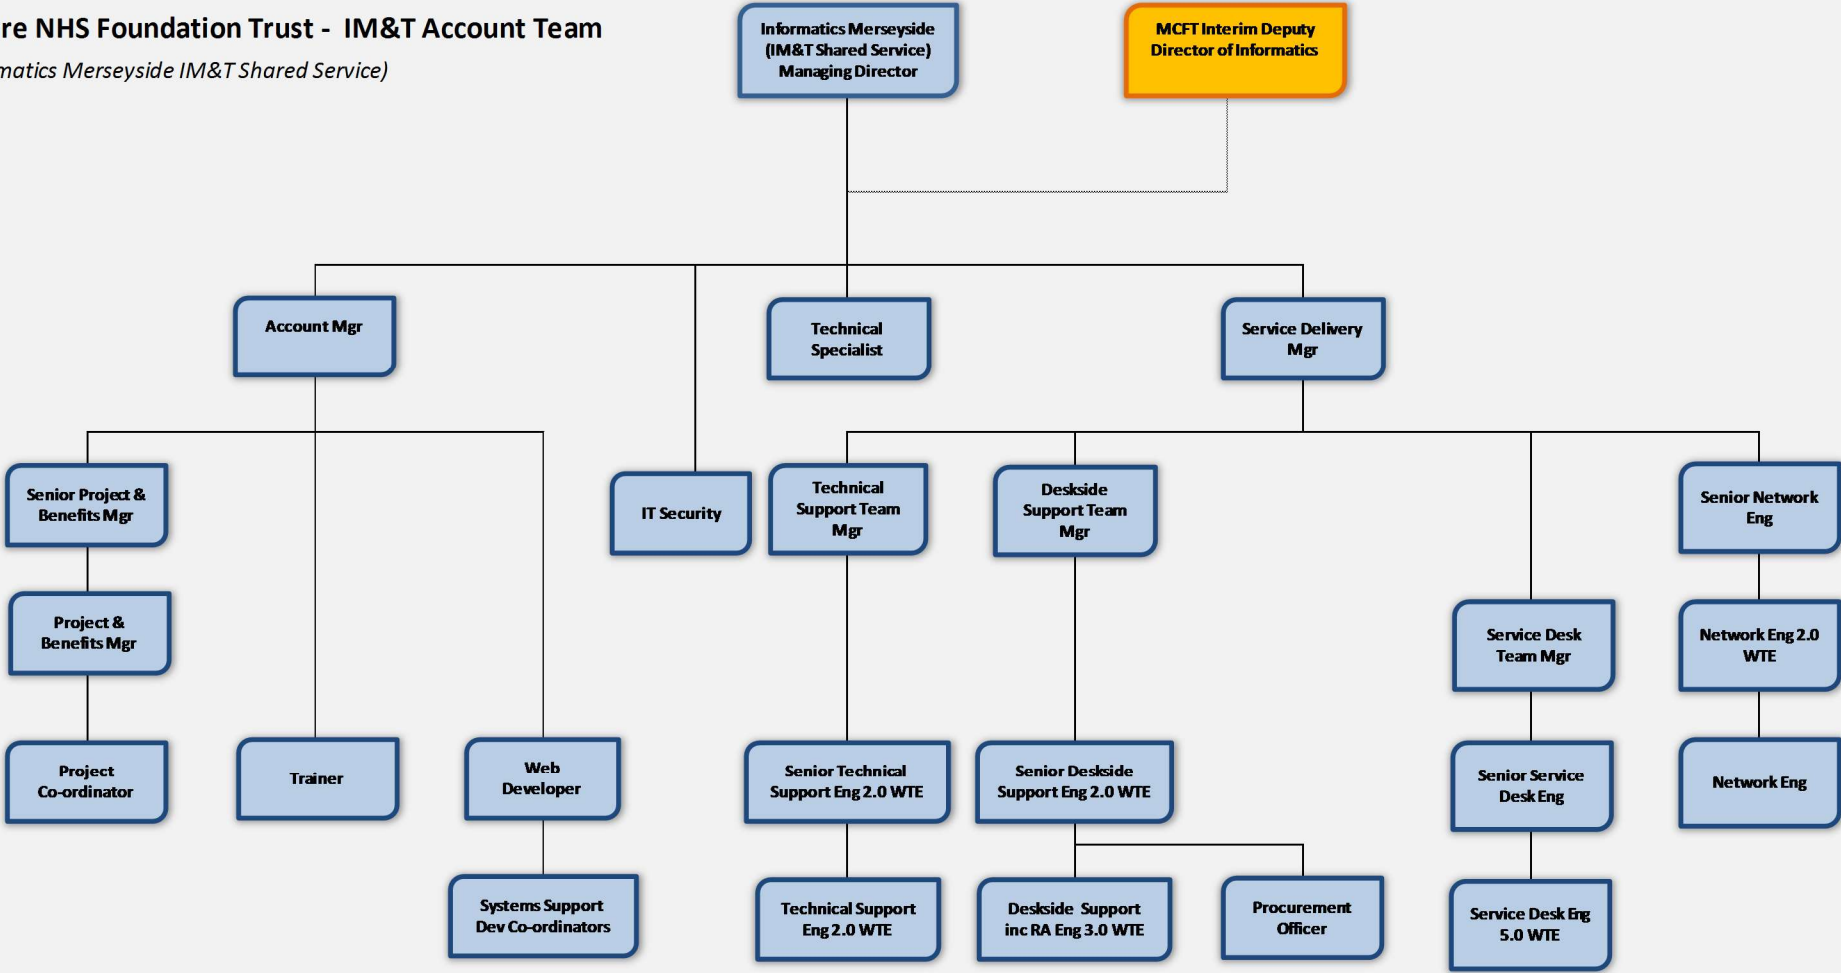 re NHS Foundation Trust - IM&T Account Team
matics Merseyside IM&T Shared Service)
Informatics Merseyside
(IM&T Shared Service)
Managing Director
MCFT Interim Deputy
Director of Informatics
Account Mgr
Technical
Specialist
Service Delivery
Mgr
Senior Project &
Benefits Mgr
IT Security
Technical
Support Team
Mgr
Deskside
Support Team
Mgr
Senior Network
Eng
Project &
Benefits Mgr
Service Desk
Team Mgr
Network Eng 2.0
WTE
Project
Co-ordinator
Trainer
Web
Developer
Senior Technical
Support Eng 2.0 WTE
Senior Deskside
Support Eng 2.0 WTE
Senior Service
Desk Eng
Network Eng
Systems Support
Dev Co-ordinators
Technical Support
Eng 2.0 WTE
Deskside Support
inc RA Eng 3.0 WTE
Procurement
Officer
Service Desk Eng
5.0 WTE